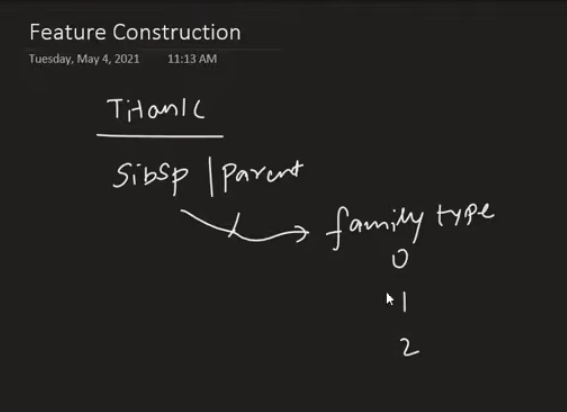 Feature Construction
Tuesday, May 4, 2021 11:13 AM
Titanic
Sibsp | Parent
family type
0
1
2